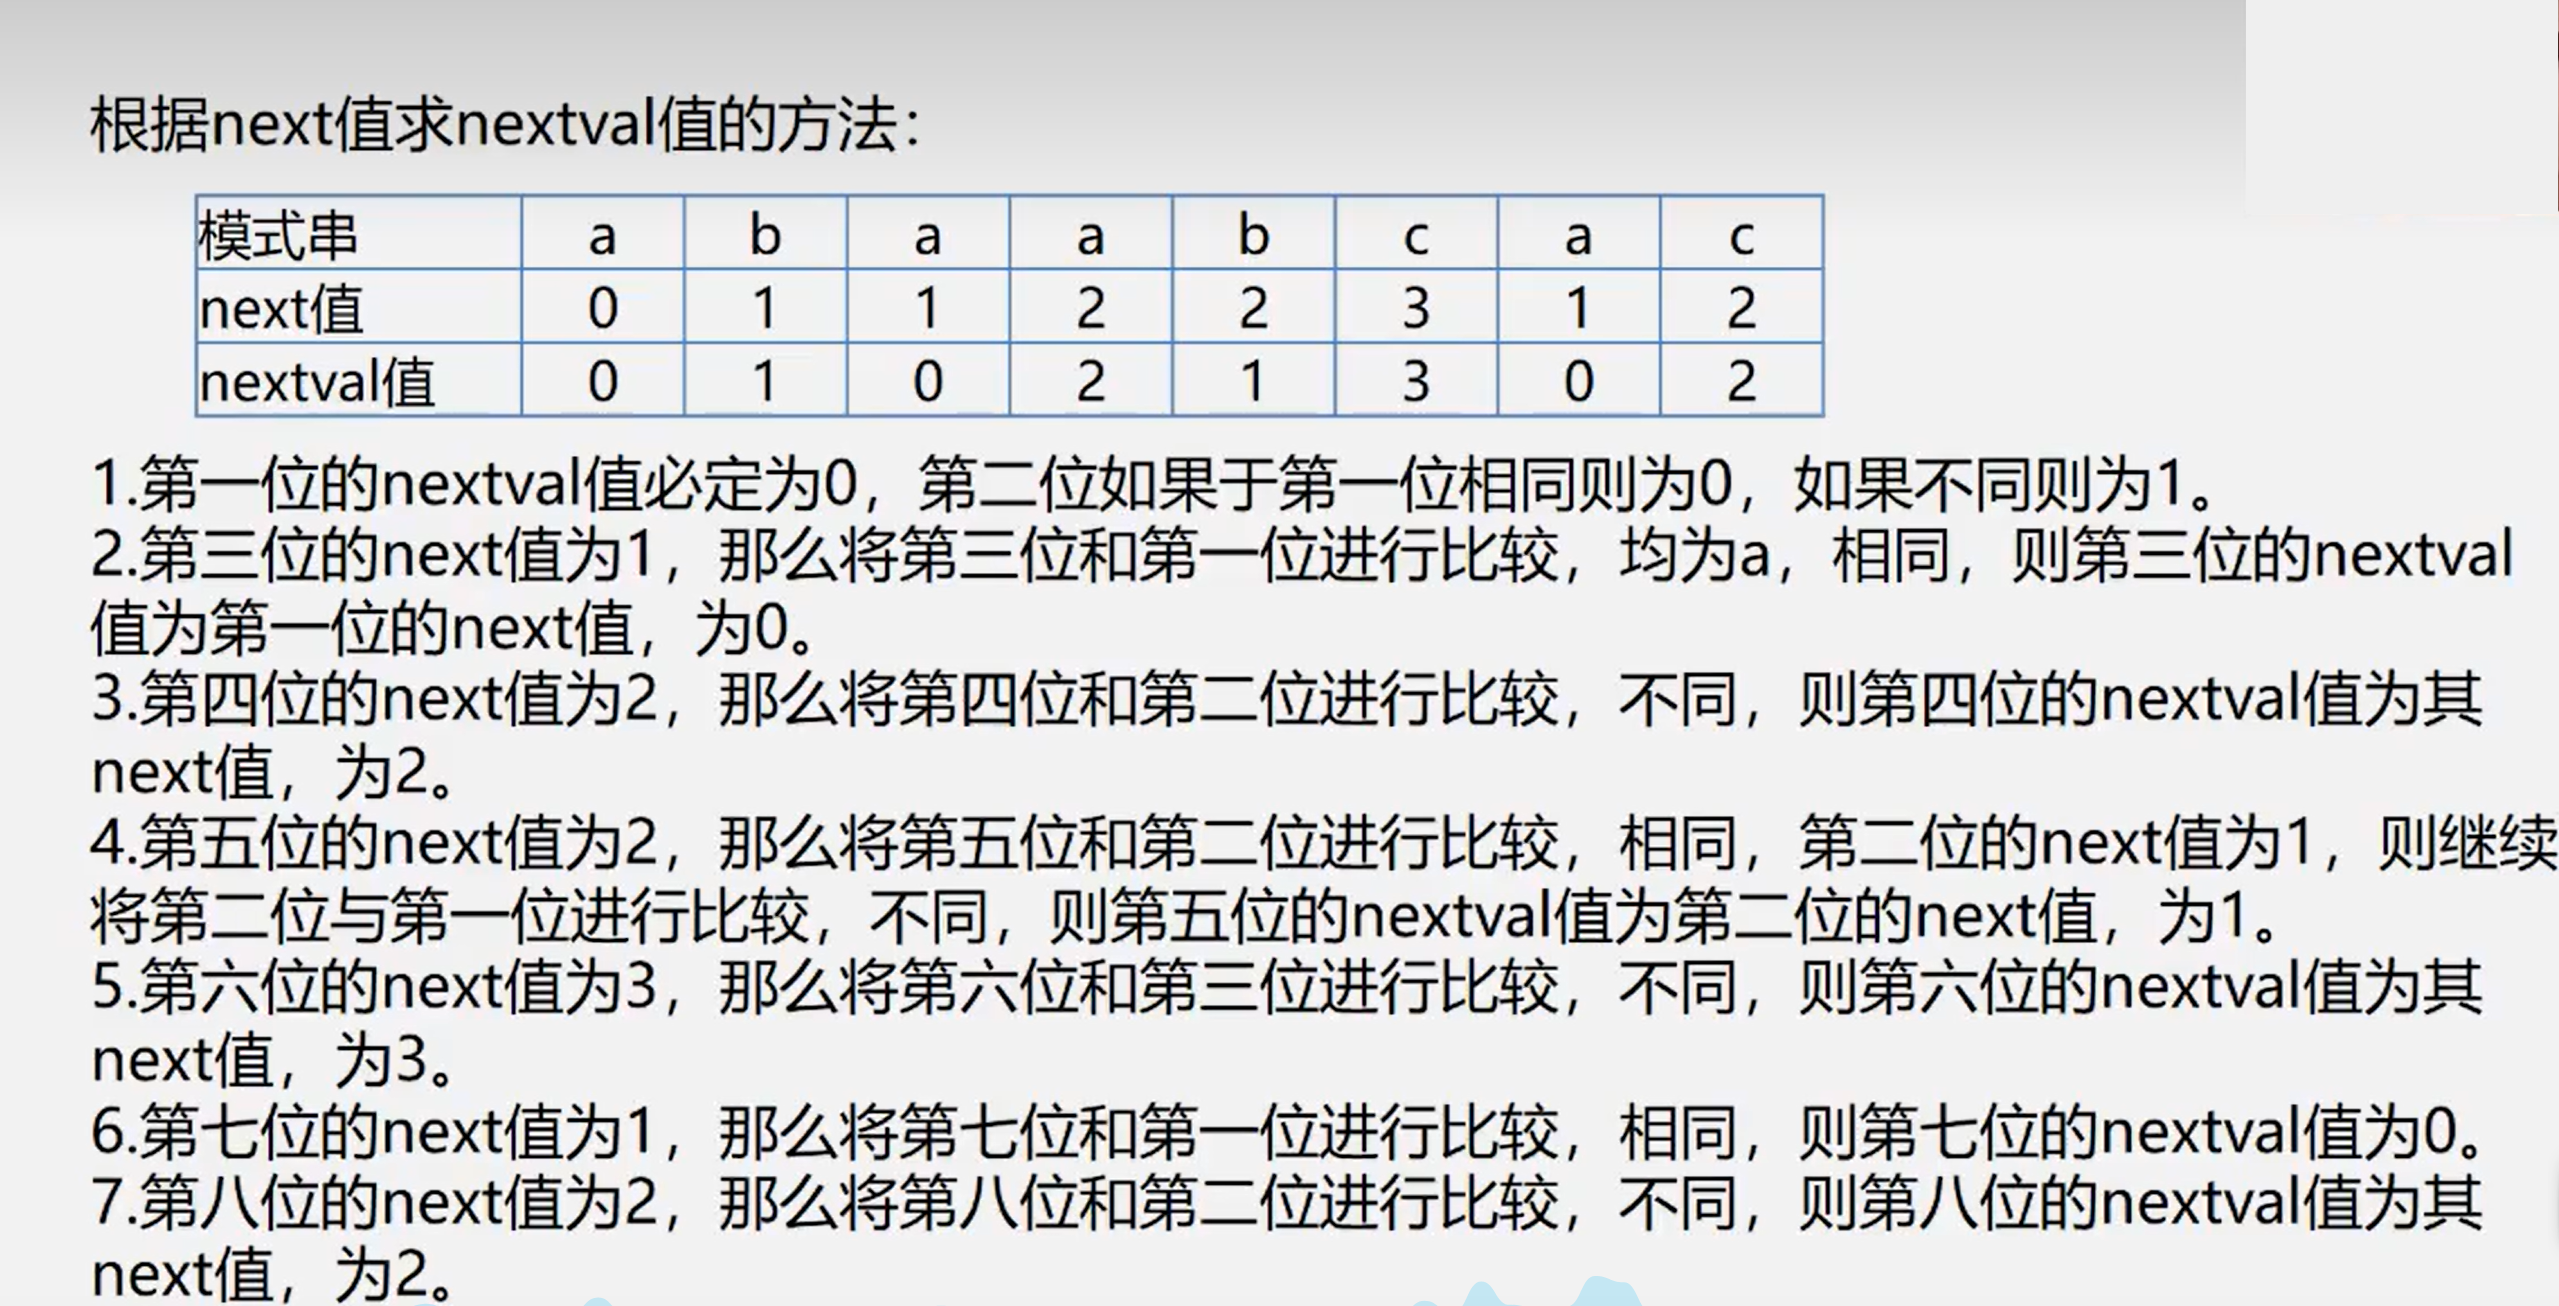 根据next值求nextval值的方法：
模式串 a b a a b c a c
next值 0 1 1 2 2 3 1 2
nextval值 0 1 0 2 1 3 0 2
1.第一位的nextval值必定为0，第二位如果于第一位相同则为0，如果不同则为1。
2.第三位的next值为1，那么将第三位和第一位进行比较，均为a，相同，则第三位的nextval
值为第一位的next值，为0。
3.第四位的next值为2，那么将第四位和第二位进行比较，不同，则第四位的nextval值为其
next值，为2。
4.第五位的next值为2，那么将第五位和第二位进行比较，相同，第二位的next值为1，则继续
将第二位与第一位进行比较，不同，则第五位的nextval值为第二位的next值，为1。
5.第六位的next值为3，那么将第六位和第三位进行比较，不同，则第六位的nextval值为其
next值，为3。
6.第七位的next值为1，那么将第七位和第一位进行比较，相同，则第七位的nextval值为0。
7.第八位的next值为2，那么将第八位和第二位进行比较，不同，则第八位的nextval值为其
next值，为2。